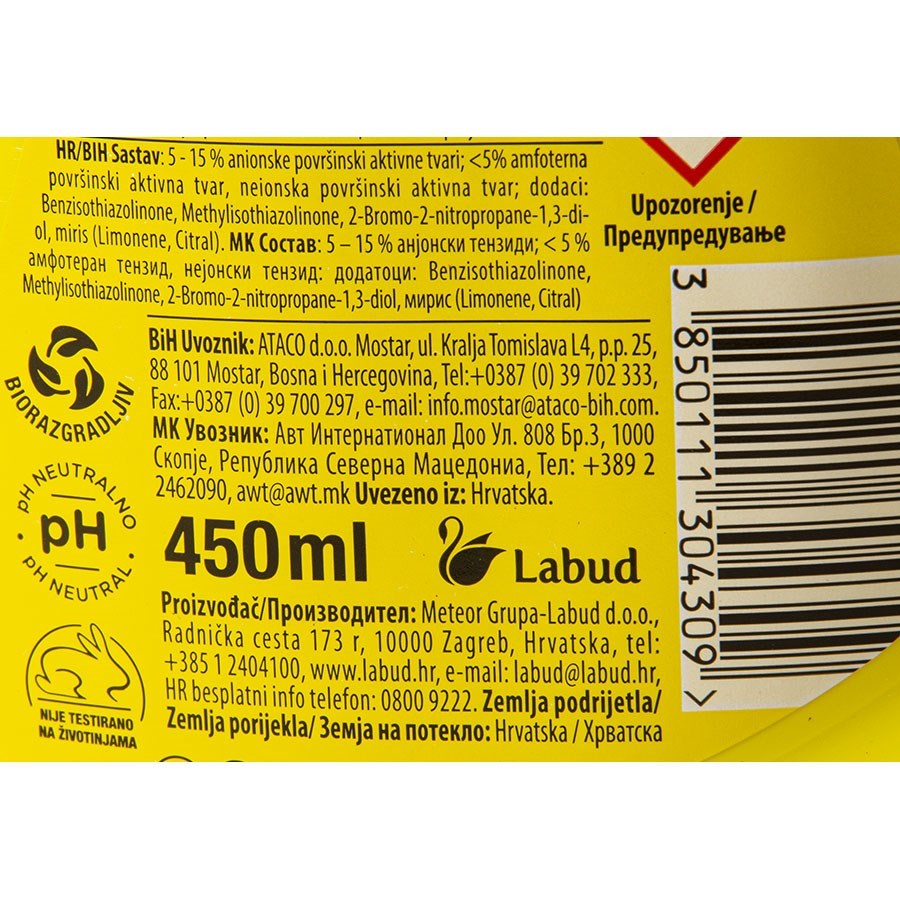 HR/BIH Sastav: 5 - 15 % anionske površinski aktivne tvari; <5% amfoterna
površinski aktivna tvar, neionska površinski aktivna tvar; dodaci:
Benzisothiazolinone, Methylisothiazolinone, 2-Bromo-2-nitropropane-1,3-di-
ol, miris (Limonene, Citral). МК Состав: 5 – 15 % анјонски тензиди; < 5 %
амфотеран тензид, нејонски тензид: додатоци: Benzisothiazolinone,
Methylisothiazolinone, 2-Bromo-2-nitropropane-1,3-diol, мирис (Limonene, Citral)
Upozorenje /
Предупредување
BiH Uvoznik: ATACO d.o.o. Mostar, ul. Kralja Tomislava L4, p.p. 25,
88 101 Mostar, Bosna i Hercegovina, Tel:+0387 (0) 39 702 333,
Fax:+0387 (0) 39 700 297, e-mail: info.mostar@ataco-bih.com.
МК Увозник: Авт Интернатионал Доо Ул. 808 Бр.3, 1000
Скопје, Република Северна Македониа, Тел: +389 2
2462090, awt@awt.mk Uvezeno iz: Hrvatska.
BIORAZGRADLJIV
pH NEUTRALNO
pH
pH NEUTRAL
450ml
Labud
Proizvođač/Производител: Meteor Grupa-Labud d.o.o.,
Radnička cesta 173 r, 10000 Zagreb, Hrvatska, tel:
+385 1 2404100, www.labud.hr, e-mail: labud@labud.hr,
HR besplatni info telefon: 0800 9222. Zemlja podrijetla/
Zemlja porijekla/ Земја на потекло: Hrvatska / Хрватска
NIJE TESTIRANO
NA ŽIVOTINJAMA
3 850111 304309 >